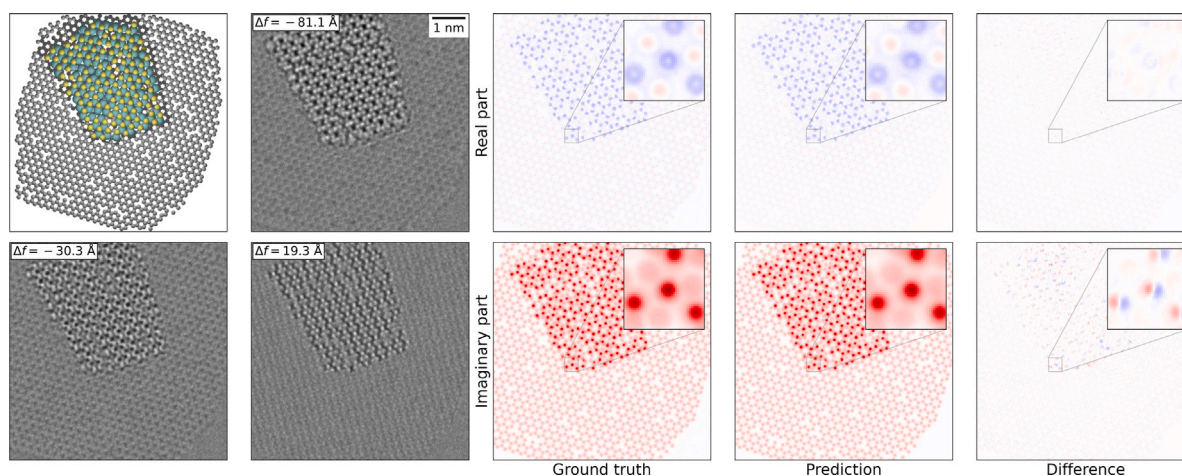 Δf = −81.1 Å
1 nm
Real part
Δf = −30.3 Å
Δf = 19.3 Å
Imaginary part
Ground truth
Prediction
Difference